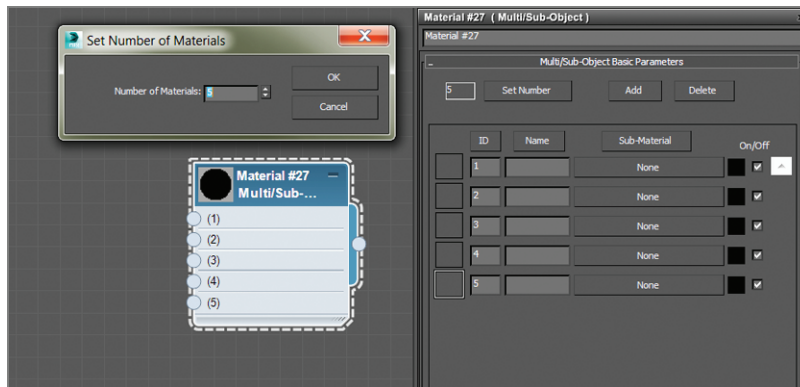 Set Number of Materials
Number of Materials: 5
OK
Cancel
Material #27
Multi/Sub-...
(1)
(2)
(3)
(4)
(5)
Material #27 ( Multi/Sub-Object )
Material #27
- Multi/Sub-Object Basic Parameters
5 Set Number Add Delete
ID Name Sub-Material On/Off
1 None
2 None
3 None
4 None
5 None